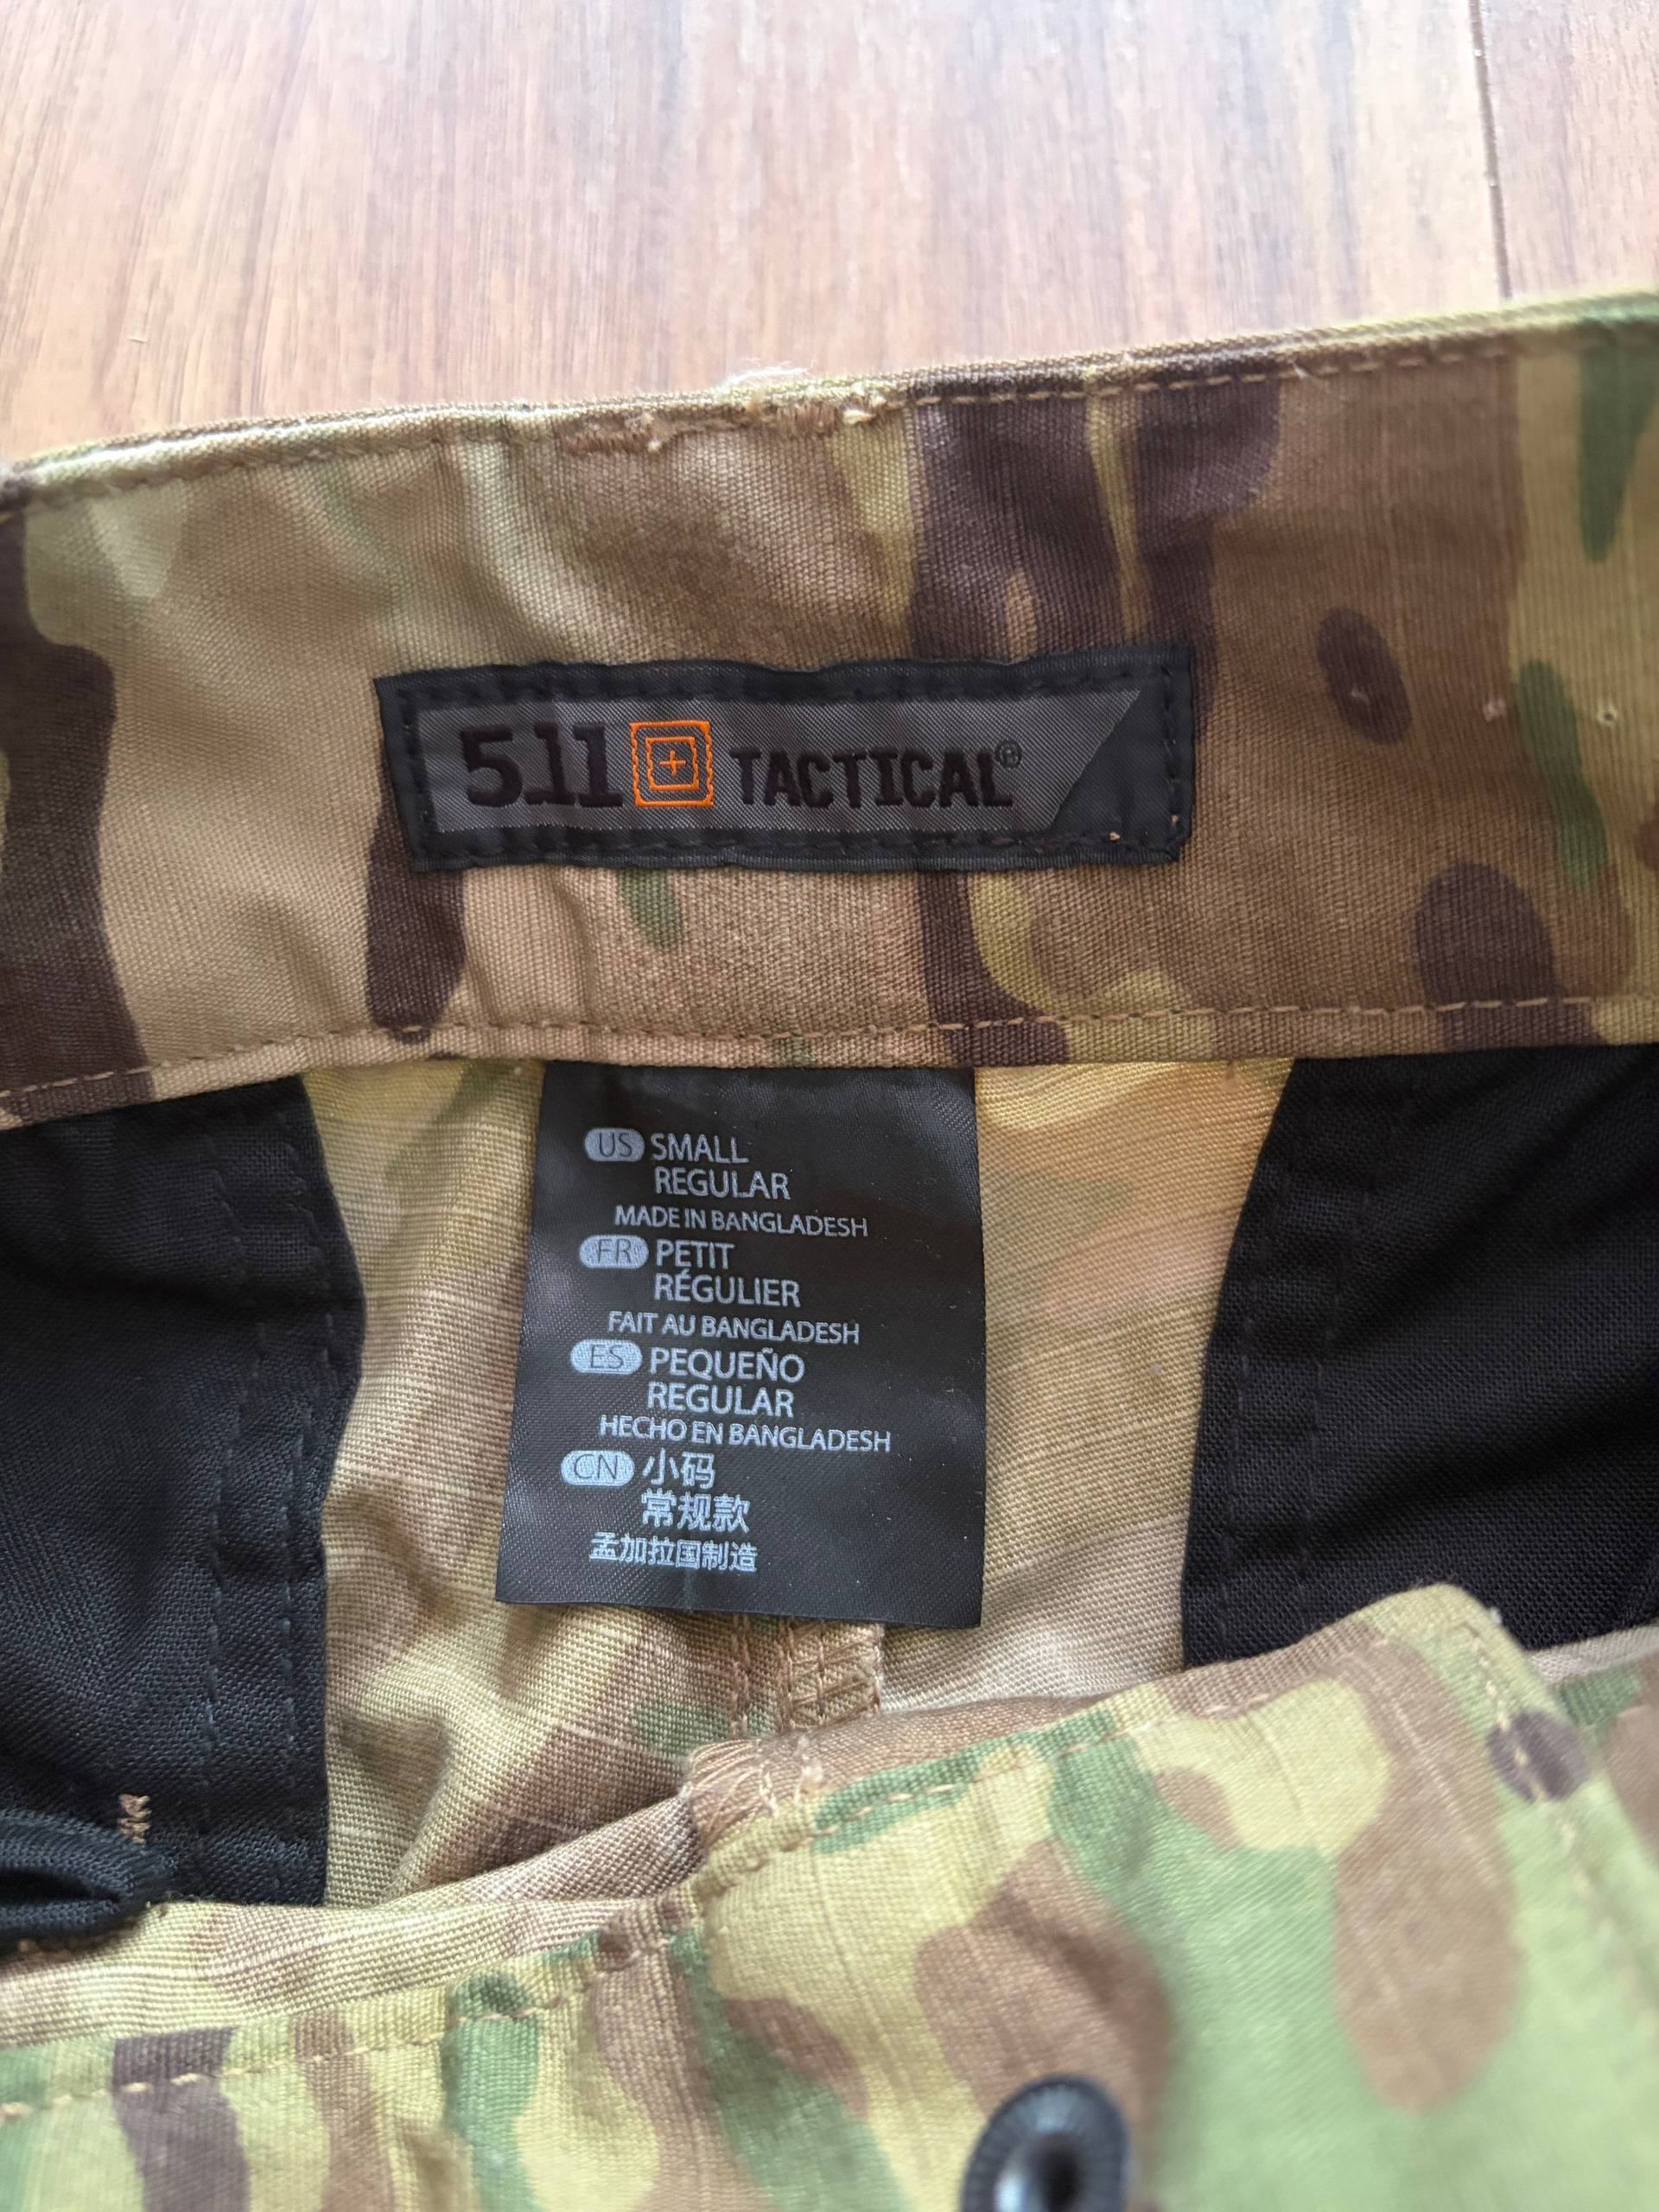 5.11 TACTICAL®
US SMALL
REGULAR
MADE IN BANGLADESH
FR PETIT
RÉGULIER
FAIT AU BANGLADESH
ES PEQUEÑO
REGULAR
HECHO EN BANGLADESH
CN 小码
常规款
孟加拉国制造